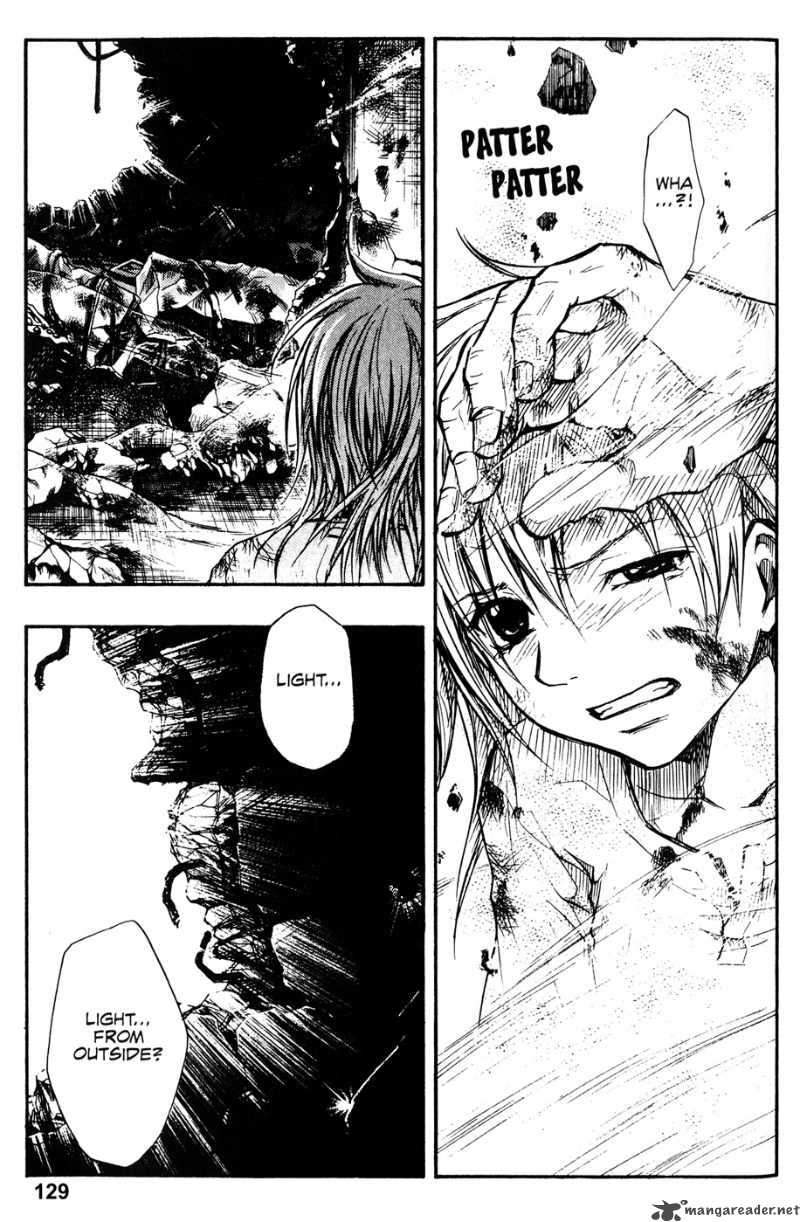 PATTER
PATTER
WHA
...?!
LIGHT...
LIGHT...
FROM
OUTSIDE?
129
mangareader.net